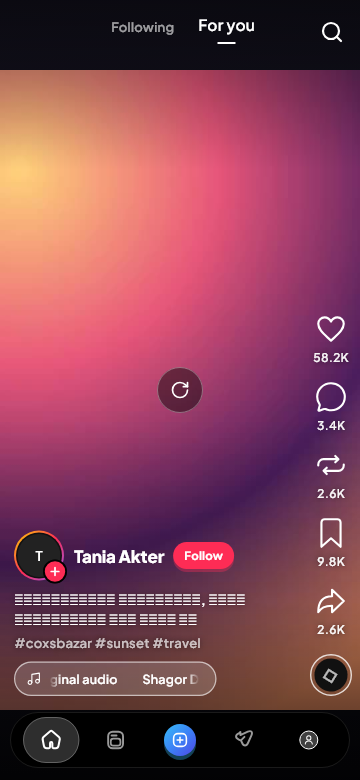 Following
For you
58.2K
3.4K
2.6K
9.8K
2.6K
T
Tania Akter
Follow
#coxsbazar #sunset #travel
ginal audio Shagor D